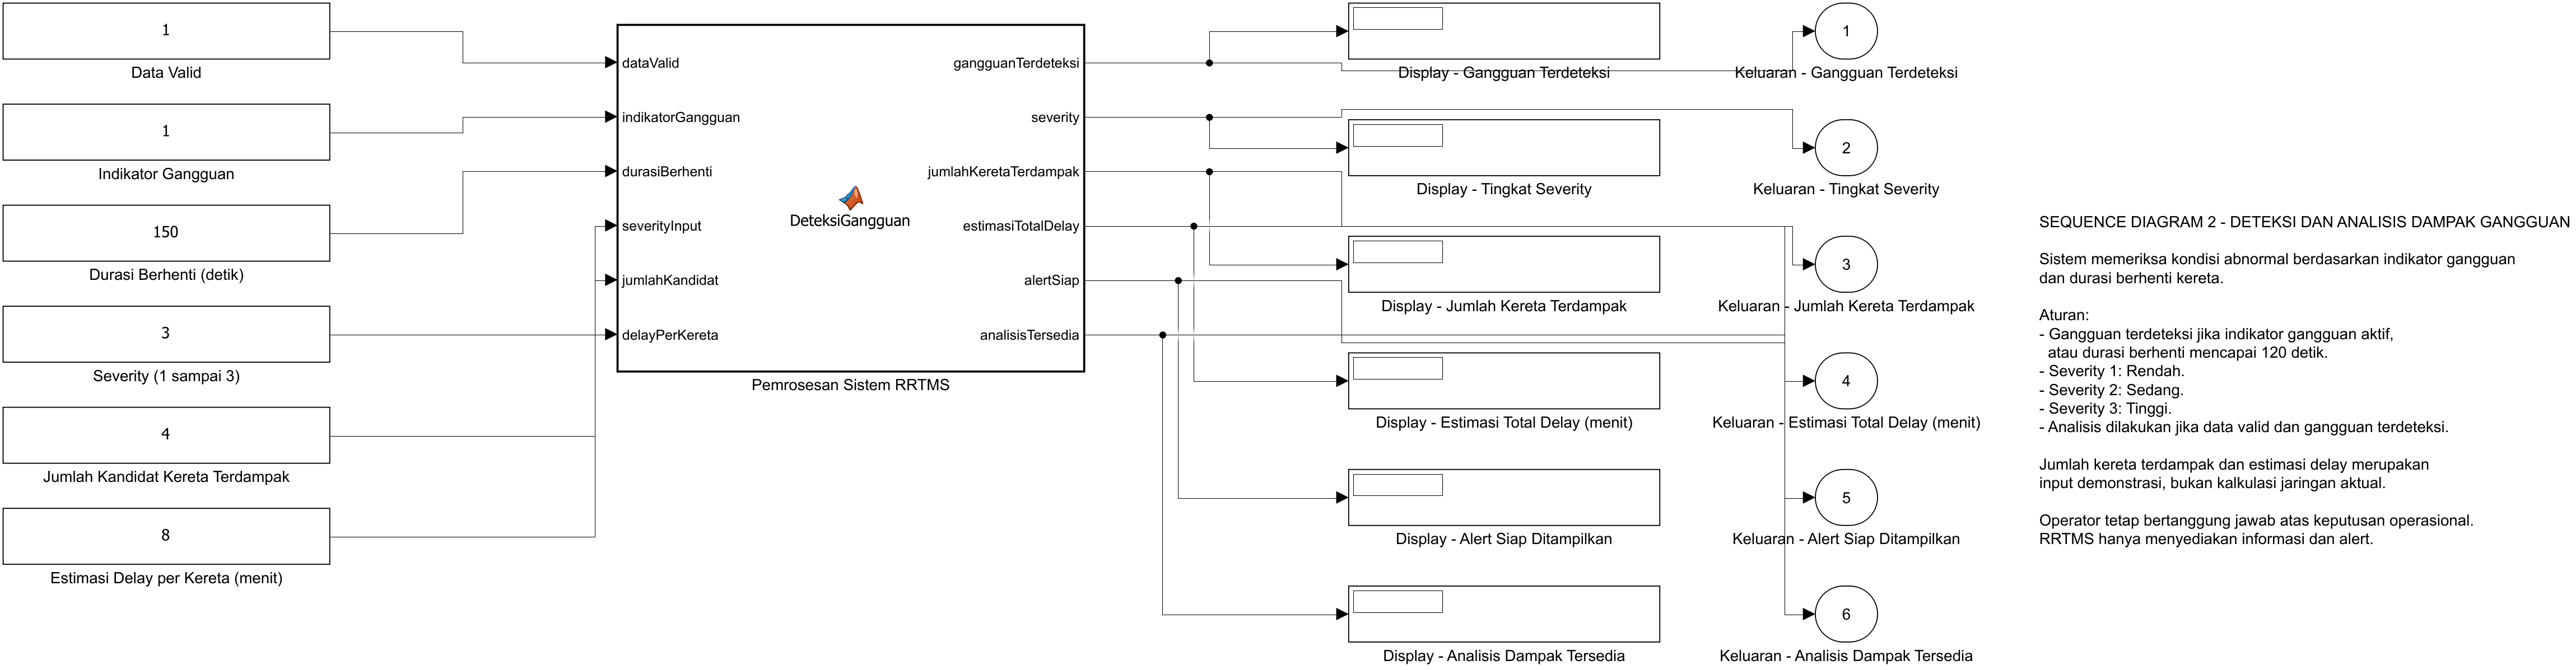 1
Data Valid
1
Indikator Gangguan
150
Durasi Berhenti (detik)
3
Severity (1 sampai 3)
4
Jumlah Kandidat Kereta Terdampak
8
Estimasi Delay per Kereta (menit)
dataValid
indikatorGangguan
durasiBerhenti
severityInput
jumlahKandidat
delayPerKereta
DeteksiGangguan
gangguanTerdeteksi
severity
jumlahKeretaTerdampak
estimasiTotalDelay
alertSiap
analisisTersedia
Pemrosesan Sistem RRTMS
Display - Gangguan Terdeteksi
Display - Tingkat Severity
Display - Jumlah Kereta Terdampak
Display - Estimasi Total Delay (menit)
Display - Alert Siap Ditampilkan
Display - Analisis Dampak Tersedia
1
Keluaran - Gangguan Terdeteksi
2
Keluaran - Tingkat Severity
3
Keluaran - Jumlah Kereta Terdampak
4
Keluaran - Estimasi Total Delay (menit)
5
Keluaran - Alert Siap Ditampilkan
6
Keluaran - Analisis Dampak Tersedia
SEQUENCE DIAGRAM 2 - DETEKSI DAN ANALISIS DAMPAK GANGGUAN
Sistem memeriksa kondisi abnormal berdasarkan indikator gangguan
dan durasi berhenti kereta.
Aturan:
- Gangguan terdeteksi jika indikator gangguan aktif,
atau durasi berhenti mencapai 120 detik.
- Severity 1: Rendah.
- Severity 2: Sedang.
- Severity 3: Tinggi.
- Analisis dilakukan jika data valid dan gangguan terdeteksi.
Jumlah kereta terdampak dan estimasi delay merupakan
input demonstrasi, bukan kalkulasi jaringan aktual.
Operator tetap bertanggung jawab atas keputusan operasional.
RRTMS hanya menyediakan informasi dan alert.